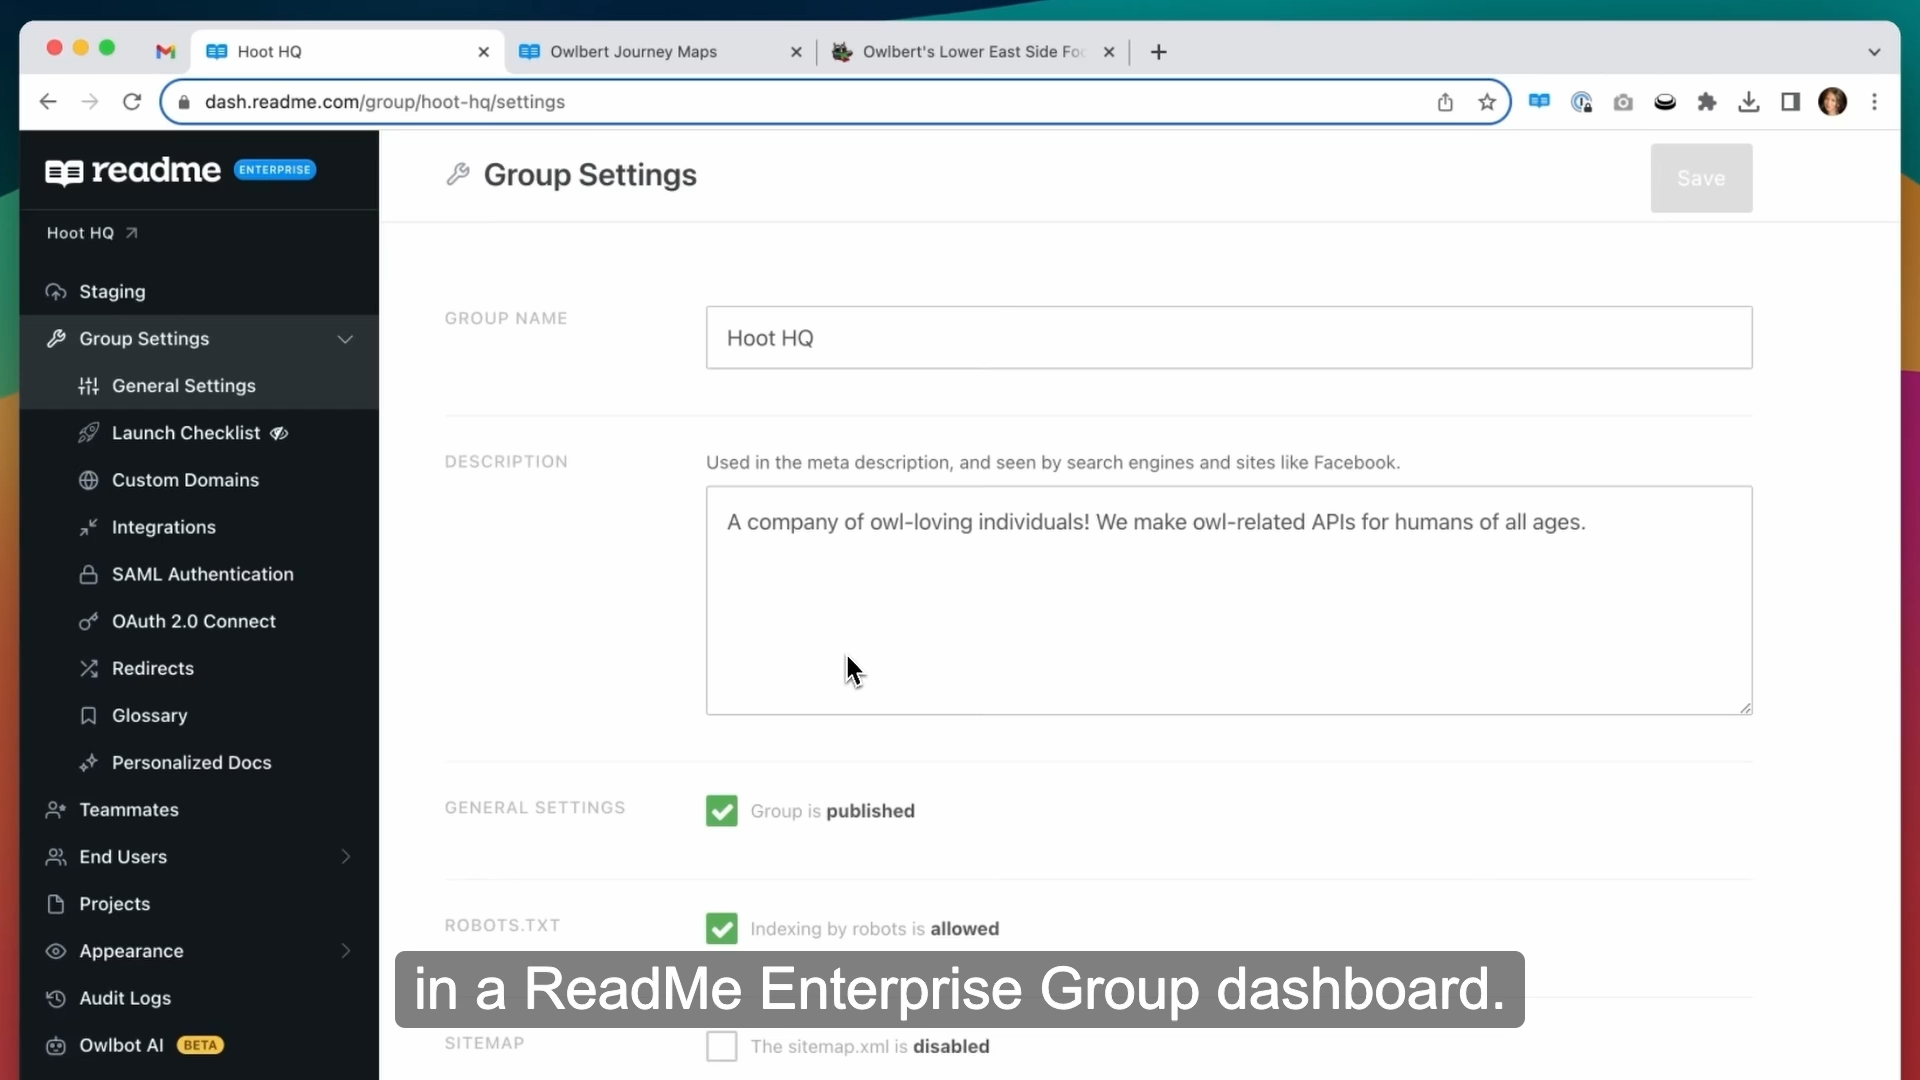 Hoot HQ
Owlbert Journey Maps
Owlbert's Lower East Side Foo
dash.readme.com/group/hoot-hq/settings
readme ENTERPRISE
Group Settings
Save
Hoot HQ
Staging
Group Settings
General Settings
Launch Checklist
Custom Domains
Integrations
SAML Authentication
OAuth 2.0 Connect
Redirects
Glossary
Personalized Docs
Teammates
End Users
Projects
Appearance
Audit Logs
Owlbot AI BETA
GROUP NAME
Hoot HQ
DESCRIPTION
Used in the meta description, and seen by search engines and sites like Facebook.
A company of owl-loving individuals! We make owl-related APIs for humans of all ages.
GENERAL SETTINGS
Group is published
ROBOTS.TXT
Indexing by robots is allowed
in a ReadMe Enterprise Group dashboard.
SITEMAP
The sitemap.xml is disabled